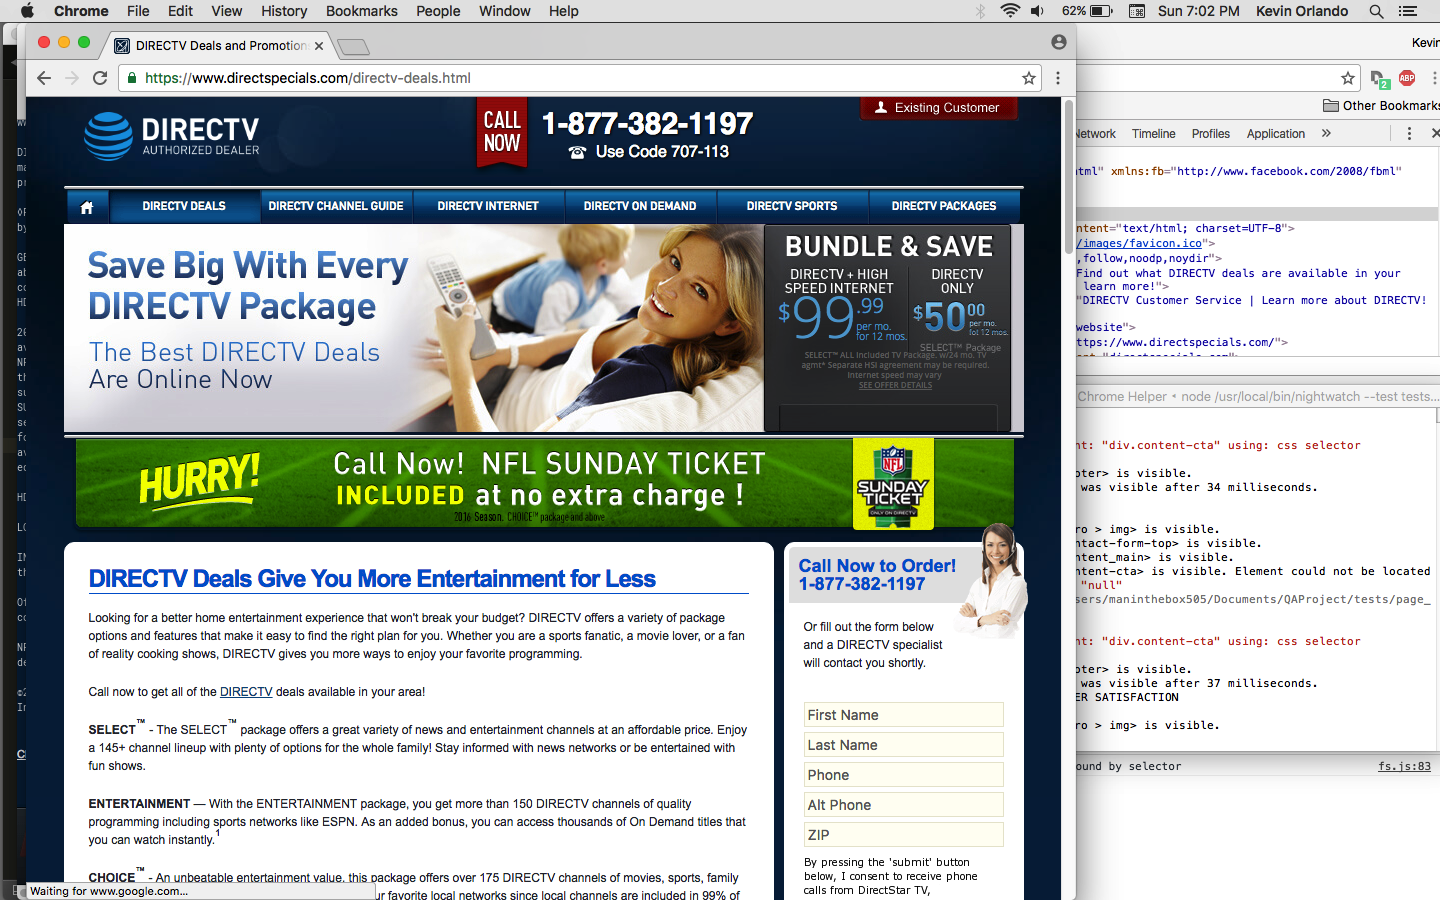 Chrome File Edit View History Bookmarks People Window Help
62% Sun 7:02 PM Kevin Orlando
DIRECTV Deals and Promotion
Kevin
https://www.directspecials.com/directv-deals.html
2
ABP
Other Bookmarks
DIRECTV
AUTHORIZED DEALER
CALL
NOW
1-877-382-1197
Use Code 707-113
Existing Customer
DIRECTV DEALS
DIRECTV CHANNEL GUIDE
DIRECTV INTERNET
DIRECTV ON DEMAND
DIRECTV SPORTS
DIRECTV PACKAGES
Save Big With Every
DIRECTV Package
The Best DIRECTV Deals
Are Online Now
BUNDLE & SAVE
DIRECTV + HIGH
SPEED INTERNET
$99.99
per mo.
for 12 mos.
DIRECTV
ONLY
$50.00
per mo.
fot 12 mos.
SELECT™ Package
SELECT™ ALL Included TV Package. w/24 mo. TV
agmt* Separate HSI agreement may be required.
Internet speed may vary
SEE OFFER DETAILS
HURRY!
Call Now! NFL SUNDAY TICKET
INCLUDED at no extra charge !
2016 Season. CHOICE™ package and above
NFL
SUNDAY
TICKET
ONLY ON DIRECTV
DIRECTV Deals Give You More Entertainment for Less
Looking for a better home entertainment experience that won't break your budget? DIRECTV offers a variety of package
options and features that make it easy to find the right plan for you. Whether you are a sports fanatic, a movie lover, or a fan
of reality cooking shows, DIRECTV gives you more ways to enjoy your favorite programming.
Call now to get all of the DIRECTV deals available in your area!
SELECT™ - The SELECT™ package offers a great variety of news and entertainment channels at an affordable price. Enjoy
a 145+ channel lineup with plenty of options for the whole family! Stay informed with news networks or be entertained with
fun shows.
ENTERTAINMENT — With the ENTERTAINMENT package, you get more than 150 DIRECTV channels of quality
programming including sports networks like ESPN. As an added bonus, you can access thousands of On Demand titles that
you can watch instantly.1
CHOICE™ - An unbeatable entertainment value, this package offers over 175 DIRECTV channels of movies, sports, family
ur favorite local networks since local channels are included in 99% of
Waiting for www.google.com...
Call Now to Order!
1-877-382-1197
Or fill out the form below
and a DIRECTV specialist
will contact you shortly.
First Name
Last Name
Phone
Alt Phone
ZIP
By pressing the 'submit' button
below, I consent to receive phone
calls from DirectStar TV,
Network Timeline Profiles Application »
html" xmlns:fb="http://www.facebook.com/2008/fbml"
ontent="text/html; charset=UTF-8">
/images/favicon.ico">
,follow,noodp,noydir">
Find out what DIRECTV deals are available in your
learn more!">
"DIRECTV Customer Service | Learn more about DIRECTV!
website">
ttps://www.directspecials.com/">
Chrome Helper • node /usr/local/bin/nightwatch --test tests...
nt: "div.content-cta" using: css selector
oter> is visible.
was visible after 34 milliseconds.
ro > img> is visible.
ntact-form-top> is visible.
ntent_main> is visible.
ntent-cta> is visible. Element could not be located
"null"
sers/maninthebox505/Documents/QAProject/tests/page_
nt: "div.content-cta" using: css selector
oter> is visible.
was visible after 37 milliseconds.
ER SATISFACTION
ro > img> is visible.
ound by selector
fs.js:83